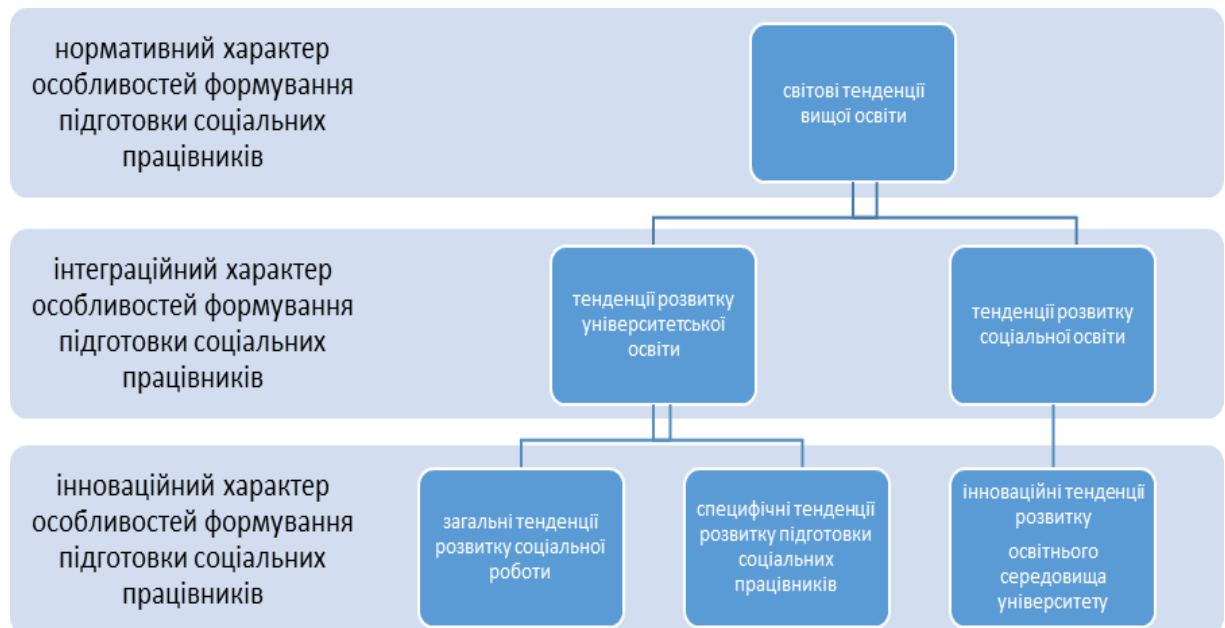 нормативний характер
особливостей формування
підготовки соціальних
працівників
світові тенденції
вищої освіти
інтеграційний характер
особливостей формування
підготовки соціальних
працівників
тенденції розвитку
університетської
освіти
тенденції розвитку
соціальної освіти
інноваційний характер
особливостей формування
підготовки соціальних
працівників
загальні тенденції
розвитку соціальної
роботи
специфічні тенденції
розвитку підготовки
соціальних
працівників
інноваційні тенденції
розвитку
освітнього
середовища
університету